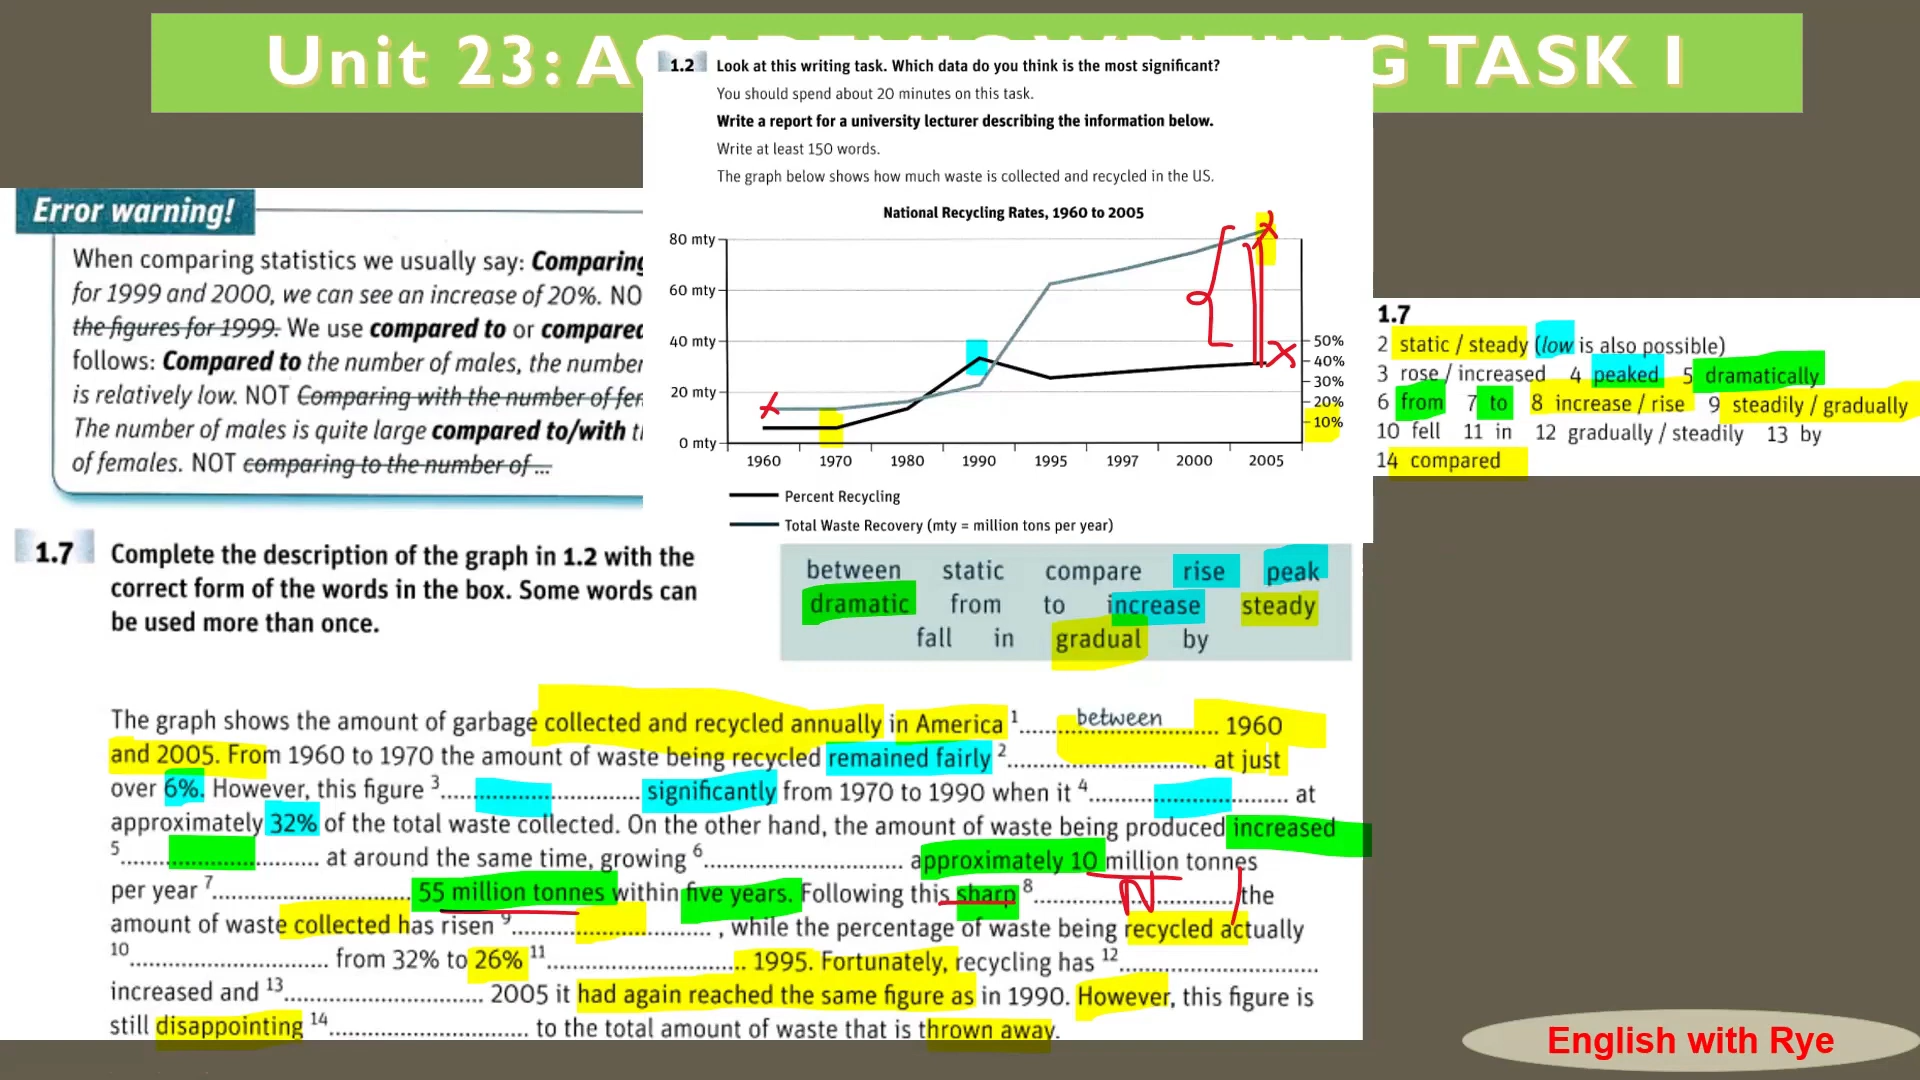 Unit 23: AC
G TASK I
1.2 Look at this writing task. Which data do you think is the most significant?
You should spend about 20 minutes on this task.
Write a report for a university lecturer describing the information below.
Write at least 150 words.
The graph below shows how much waste is collected and recycled in the US.
National Recycling Rates, 1960 to 2005
80 mty
60 mty
40 mty
20 mty
0 mty
50%
40%
30%
20%
10%
1960 1970 1980 1990 1995 1997 2000 2005
Percent Recycling
Total Waste Recovery (mty = million tons per year)
Error warning!
When comparing statistics we usually say: Comparing
for 1999 and 2000, we can see an increase of 20%. NO
the figures for 1999. We use compared to or compared
follows: Compared to the number of males, the number
is relatively low. NOT Comparing with the number of fem
The number of males is quite large compared to/with t
of females. NOT comparing to the number of ...
1.7
2 static / steady (low is also possible)
3 rose / increased 4 peaked 5 dramatically
6 from 7 to 8 increase / rise 9 steadily / gradually
10 fell 11 in 12 gradually / steadily 13 by
14 compared
1.7 Complete the description of the graph in 1.2 with the
correct form of the words in the box. Some words can
be used more than once.
between static compare rise peak
dramatic from to increase steady
fall in gradual by
The graph shows the amount of garbage collected and recycled annually in America 1 ..... between ..... 1960
and 2005. From 1960 to 1970 the amount of waste being recycled remained fairly 2 .......... at just
over 6%. However, this figure 3 .......... significantly from 1970 to 1990 when it 4 .......... at
approximately 32% of the total waste collected. On the other hand, the amount of waste being produced increased
5 .......... at around the same time, growing 6 .......... approximately 10 million tonnes
per year 7 .......... 55 million tonnes within five years. Following this sharp 8 .......... N , the
amount of waste collected has risen 9 .......... , while the percentage of waste being recycled actually
10 .......... from 32% to 26% 11 .......... 1995. Fortunately, recycling has 12 ..........
increased and 13 .......... 2005 it had again reached the same figure as in 1990. However, this figure is
still disappointing 14 .......... to the total amount of waste that is thrown away.
English with Rye